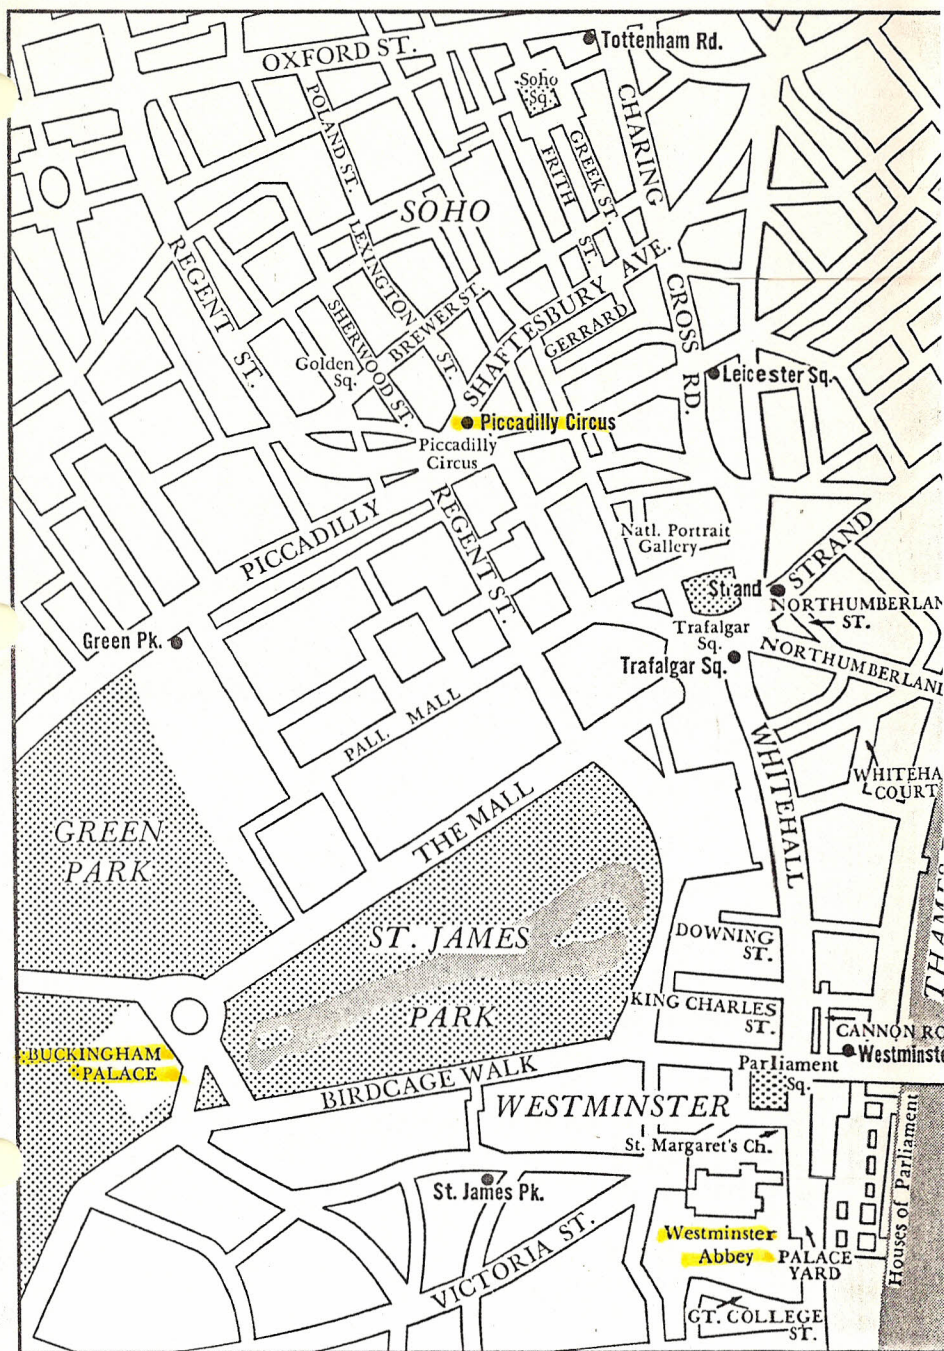 OXFORD ST.
Tottenham Rd.
Soho
Sq.
POLAND ST.
CHARING
GREEK ST.
FRITH
ST.
SOHO
LEXINGTON
ST.
REGENT
ST.
SHERWOOD ST.
BREWER ST.
SHAFTESBURY AVE.
GERRARD
CROSS
RD.
Golden
Sq.
Leicester Sq.
Piccadilly Circus
Piccadilly
Circus
PICCADILLY
REGENT ST.
Natl. Portrait
Gallery
STRAND
Strand
NORTHUMBERLAN
ST.
Trafalgar
Sq.
Trafalgar Sq.
NORTHUMBERLAND
Green Pk.
PALL MALL
WHITEHALL
WHITEHA
COURT
THE MALL
GREEN
PARK
ST. JAMES
PARK
THAMES
DOWNING
ST.
KING CHARLES
ST.
CANNON RO
Westminste
BUCKINGHAM
PALACE
Parliament
Sq.
BIRDCAGE WALK
WESTMINSTER
St. Margaret's Ch.
Houses of Parliament
St. James Pk.
VICTORIA ST.
Westminster
Abbey
PALACE
YARD
GT. COLLEGE
ST.